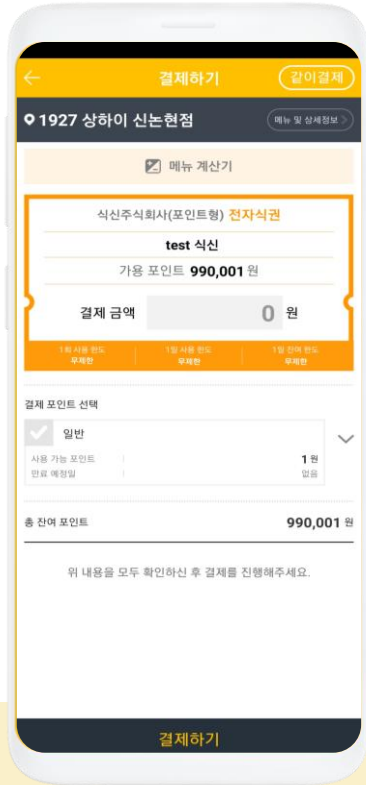 결제하기
같이결제
1927 상하이 신논현점
메뉴 및 상세정보 >
메뉴 계산기
식신주식회사(포인트형) 전자식권
test 식신
가용 포인트 990,001 원
결제 금액 0 원
1회 사용 한도 1일 사용 한도 1일 잔여 한도
무제한 무제한 무제한
결제 포인트 선택
일반
사용 가능 포인트 1 원
만료 예정일 없음
총 잔여 포인트 990,001 원
위 내용을 모두 확인하신 후 결제를 진행해주세요.
결제하기